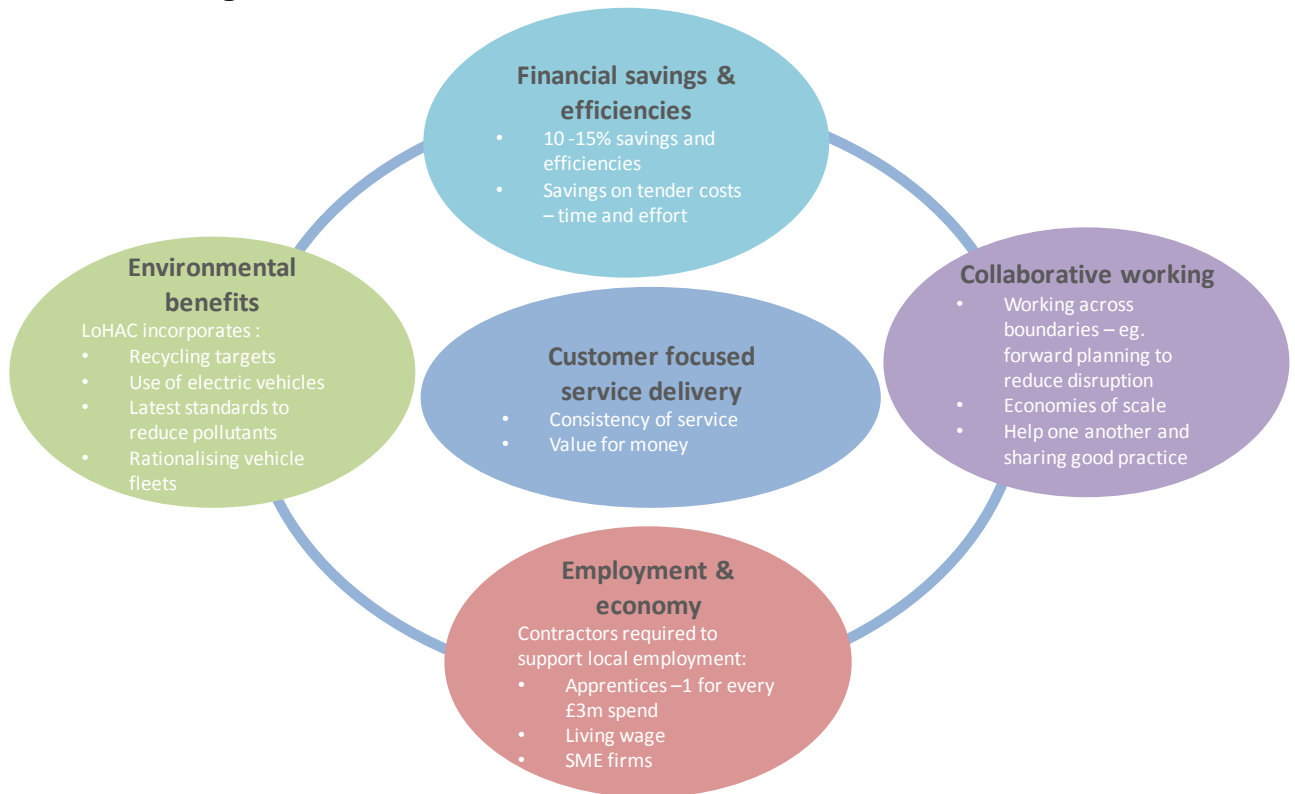 Financial savings &
efficiencies
• 10 -15% savings and
efficiencies
• Savings on tender costs
– time and effort
Environmental
benefits
LoHAC incorporates :
• Recycling targets
• Use of electric vehicles
• Latest standards to
reduce pollutants
• Rationalising vehicle
fleets
Customer focused
service delivery
• Consistency of service
• Value for money
Collaborative working
• Working across
boundaries – eg.
forward planning to
reduce disruption
• Economies of scale
• Help one another and
sharing good practice
Employment &
economy
Contractors required to
support local employment:
• Apprentices –1 for every
£3m spend
• Living wage
• SME firms